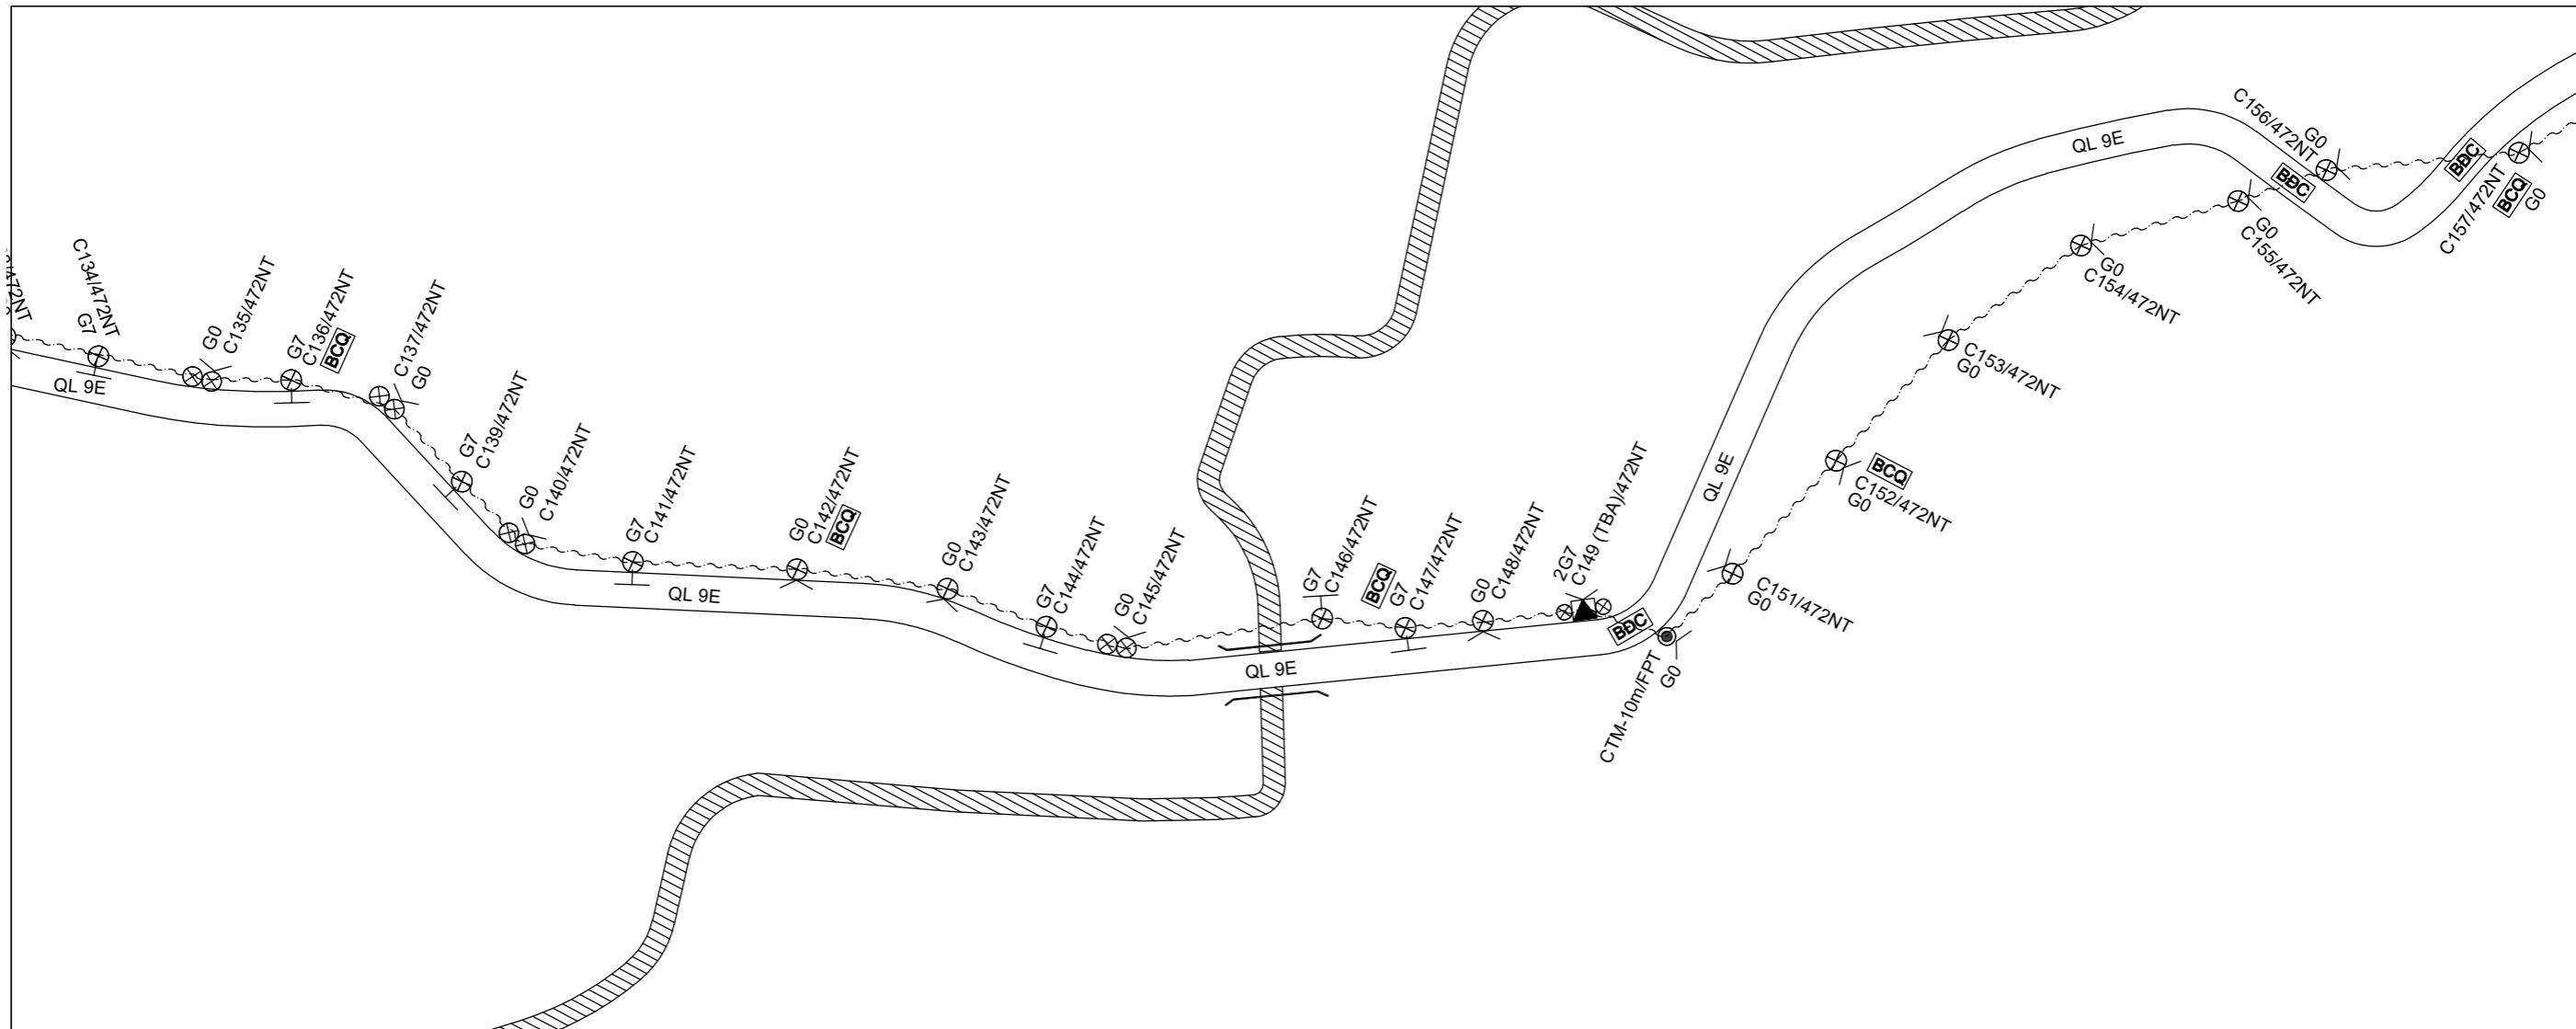 C134/472NT
G7
QL 9E
G0
C135/472NT
G7
C136/472NT
BCQ
C137/472NT
G0
G7
C139/472NT
G0
C140/472NT
G7
C141/472NT
QL 9E
G0
C142/472NT
BCQ
G0
C143/472NT
G7
C144/472NT
G0
C145/472NT
QL 9E
G7
C146/472NT
BCQ
G7
C147/472NT
G0
C148/472NT
2G7
C149 (TBA)/472NT
BĐC
CTM-10m/FPT
G0
QL 9E
C151/472NT
G0
BCQ
C152/472NT
G0
C153/472NT
G0
G0
C154/472NT
QL 9E
G0
C155/472NT
BĐC
C156/472NT
G0
BĐC
C157/472NT
BCQ
G0